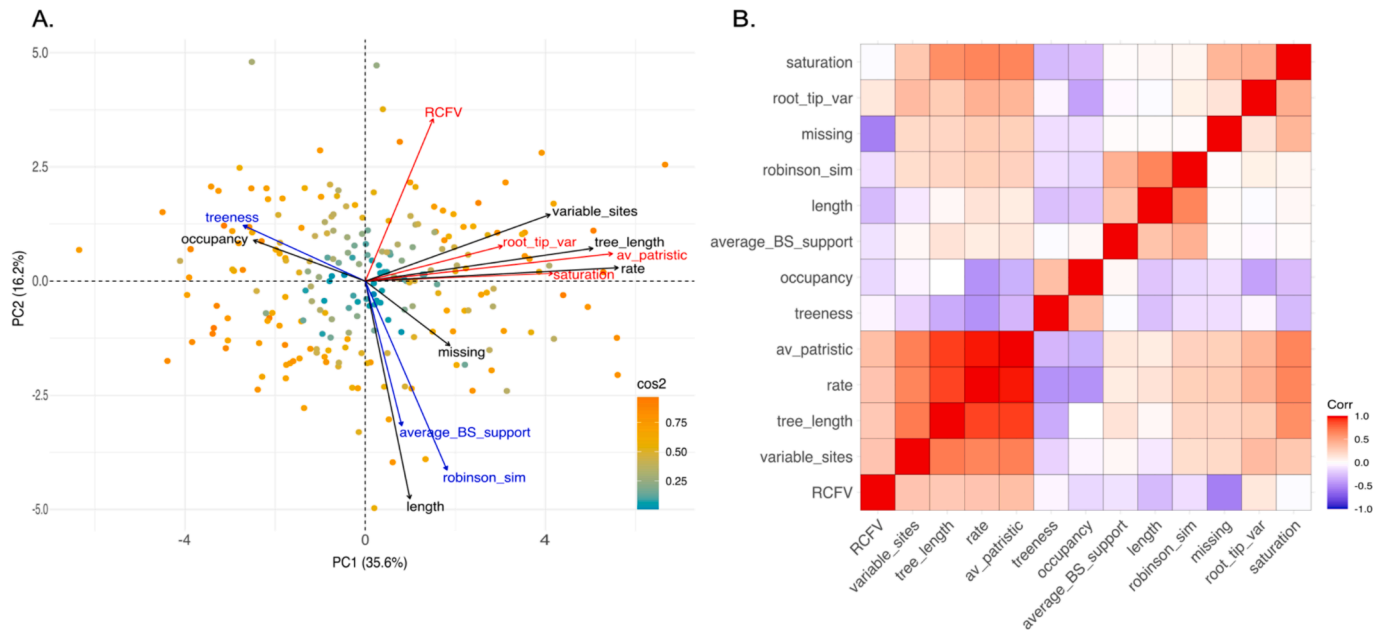 A.
5.0
2.5
0.0
-2.5
-5.0
PC2 (16.2%)
-4
0
4
PC1 (35.6%)
RCFV
variable_sites
treeness
occupancy
root_tip_var
tree_length
av_patristic
rate
saturation
missing
average_BS_support
robinson_sim
length
cos2
0.75
0.50
0.25
B.
saturation
root_tip_var
missing
robinson_sim
length
average_BS_support
occupancy
treeness
av_patristic
rate
tree_length
variable_sites
RCFV
RCFV
variable_sites
tree_length
rate
av_patristic
treeness
occupancy
average_BS_support
length
robinson_sim
missing
root_tip_var
saturation
Corr
1.0
0.5
0.0
-0.5
-1.0